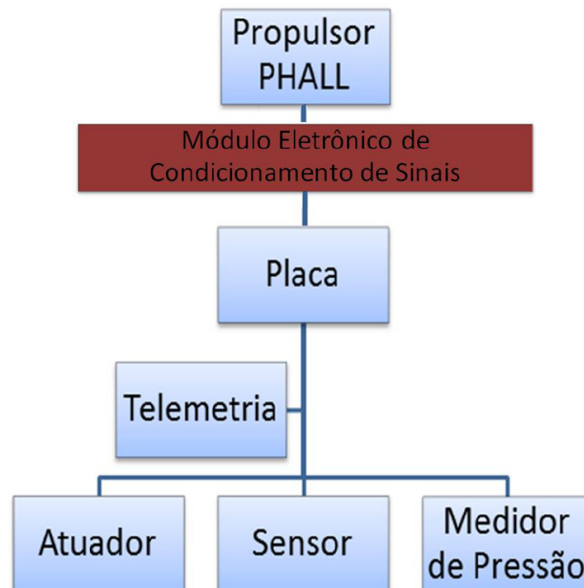 Propulsor
PHALL
Módulo Eletrônico de
Condicionamento de Sinais
Placa
Telemetria
Atuador
Sensor
Medidor
de Pressão